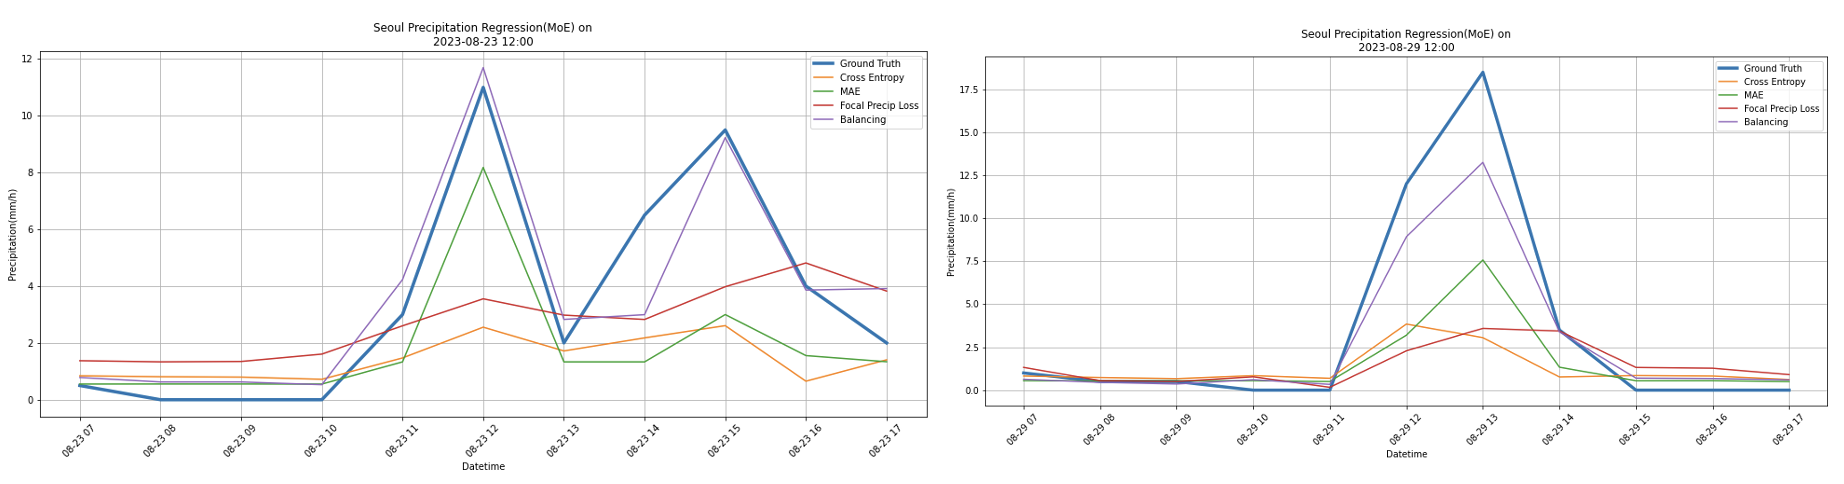 Seoul Precipitation Regression(MoE) on
2023-08-23 12:00
Precipitation(mm/h)
12
10
8
6
4
2
0
Ground Truth
Cross Entropy
MAE
Focal Precip Loss
Balancing
08-23 07
08-23 08
08-23 09
08-23 10
08-23 11
08-23 12
08-23 13
08-23 14
08-23 15
08-23 16
08-23 17
Datetime
Seoul Precipitation Regression(MoE) on
2023-08-29 12:00
Precipitation(mm/h)
17.5
15.0
12.5
10.0
7.5
5.0
2.5
0.0
Ground Truth
Cross Entropy
MAE
Focal Precip Loss
Balancing
08-29 07
08-29 08
08-29 09
08-29 10
08-29 11
08-29 12
08-29 13
08-29 14
08-29 15
08-29 16
08-29 17
Datetime